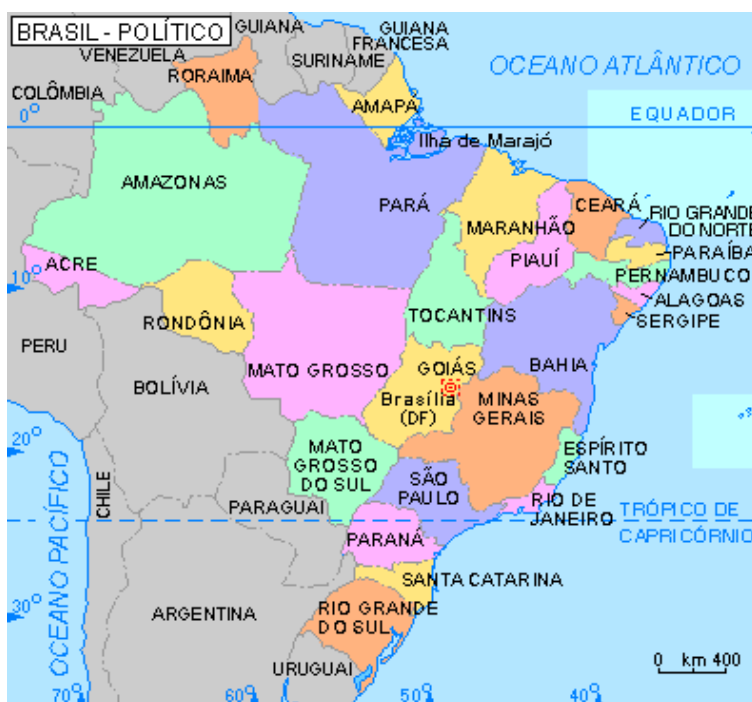 BRASIL - POLÍTICO
GUIANA
GUIANA
FRANCESA
VENEZUELA
SURINAME
OCEANO ATLÂNTICO
RORAIMA
COLÔMBIA
AMAPÁ
0°
EQUADOR
Ilha de Marajó
AMAZONAS
PARÁ
CEARÁ
RIO GRANDE
DO NORTE
MARANHÃO
PARAÍBA
PIAUÍ
ACRE
PERNAMBUCO
10°
ALAGOAS
TOCANTINS
SERGIPE
RONDÔNIA
PERU
BAHIA
GOIÁS
MATO GROSSO
BOLÍVIA
Brasília
(DF)
MINAS
GERAIS
20°
MATO
GROSSO
DO SUL
ESPÍRITO
SANTO
SÃO
PAULO
CHILE
PARAGUAI
RIO DE
JANEIRO
TRÓPICO DE
CAPRICÓRNIO
PARANÁ
OCEANO PACÍFICO
SANTA CATARINA
30°
ARGENTINA
RIO GRANDE
DO SUL
URUGUAI
0 km 400
70°
60°
50°
40°